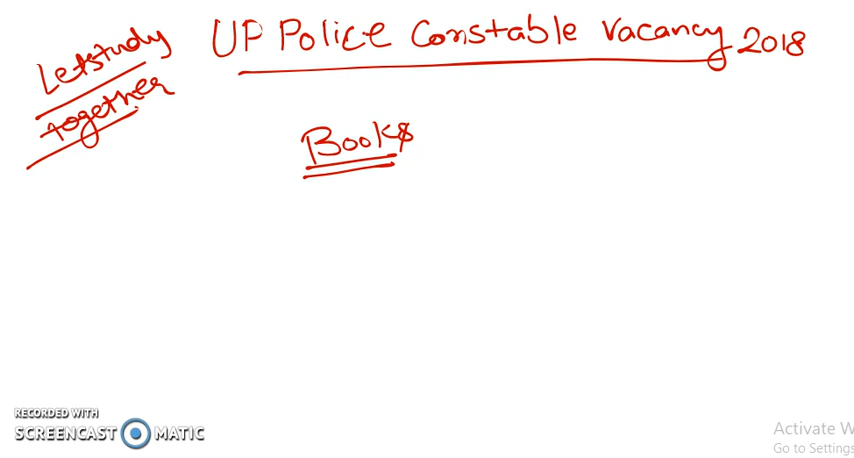 UP Police Constable Vacancy 2018
Letstudy
together
Books
RECORDED WITH
SCREENCAST MATIC
Activate W
Go to Settings